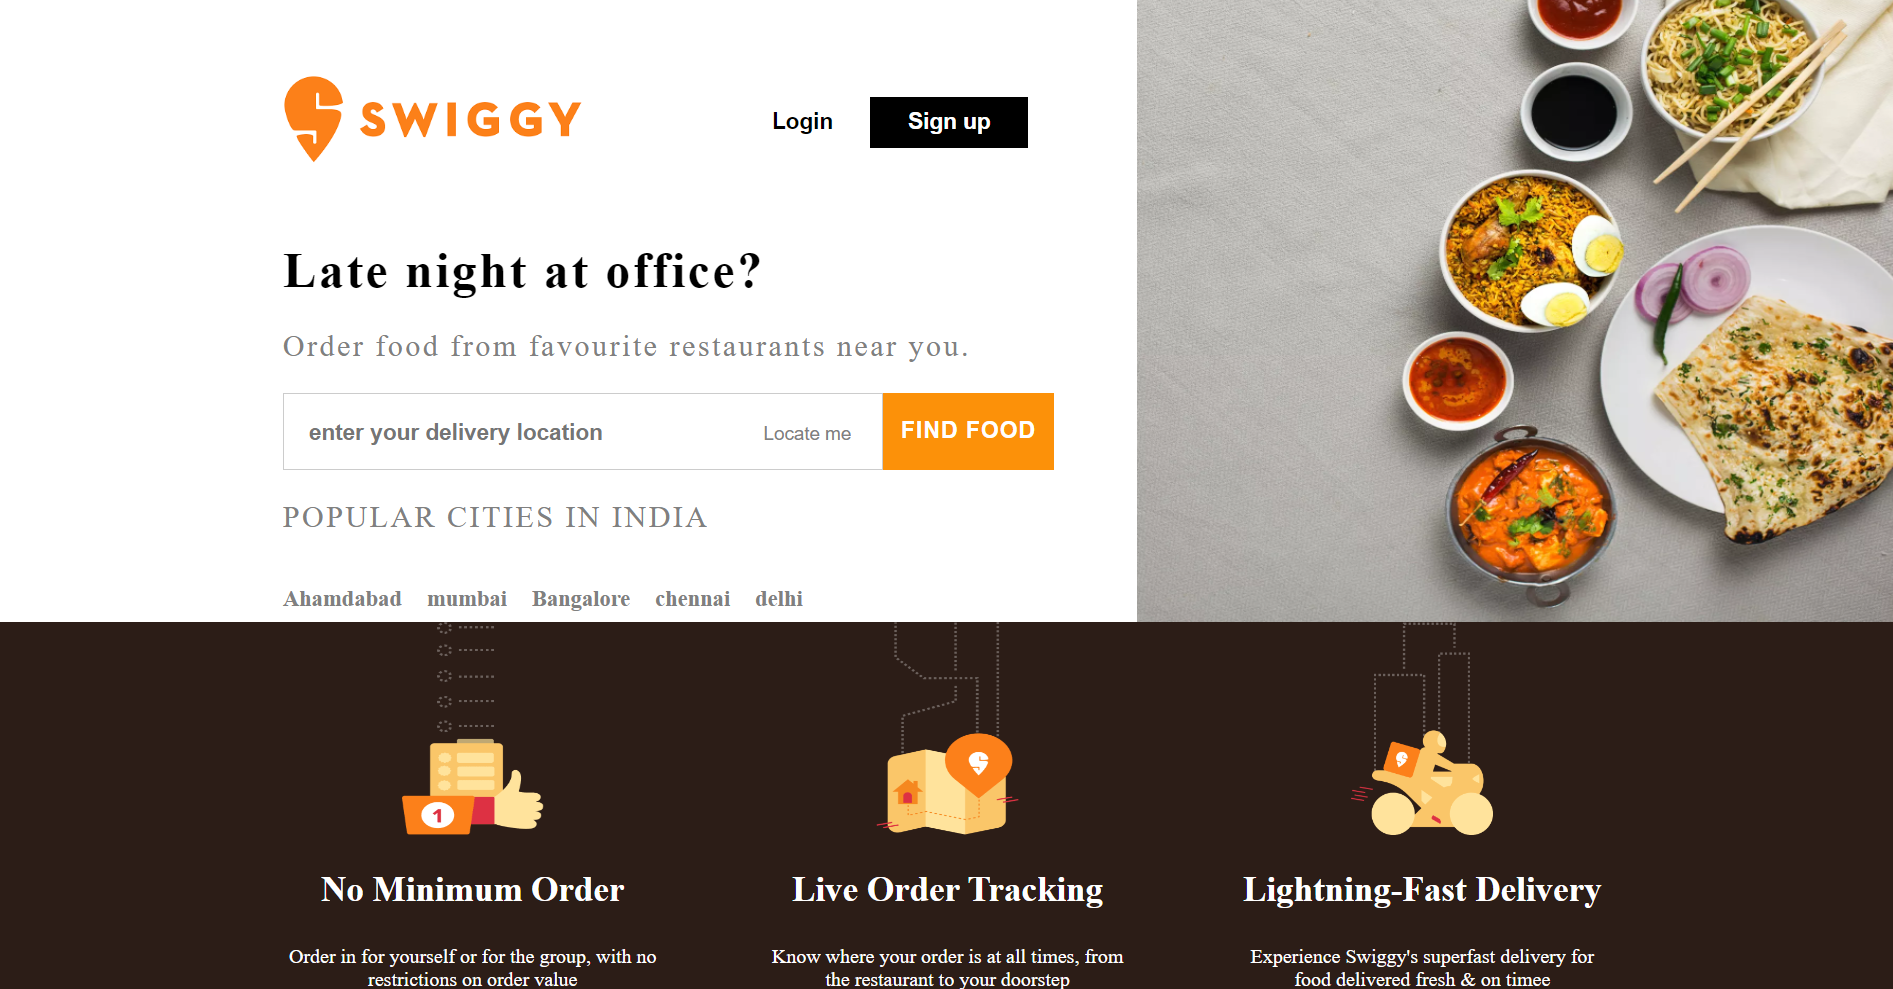 SWIGGY
Login
Sign up
Late night at office?
Order food from favourite restaurants near you.
enter your delivery location
Locate me
FIND FOOD
POPULAR CITIES IN INDIA
Ahamdabad mumbai Bangalore chennai delhi
1
No Minimum Order
Order in for yourself or for the group, with no
restrictions on order value
Live Order Tracking
Know where your order is at all times, from
the restaurant to your doorstep
Lightning-Fast Delivery
Experience Swiggy's superfast delivery for
food delivered fresh & on timee